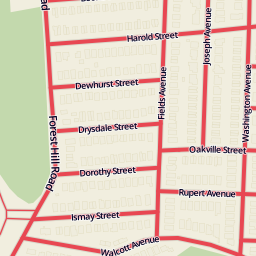 Harold Street
Joseph Avenue
Dewhurst Street
Fields Avenue
Washington Avenue
Forest Hill Road
Drysdale Street
Oakville Street
Dorothy Street
Rupert Avenue
Ismay Street
Walcott Avenue